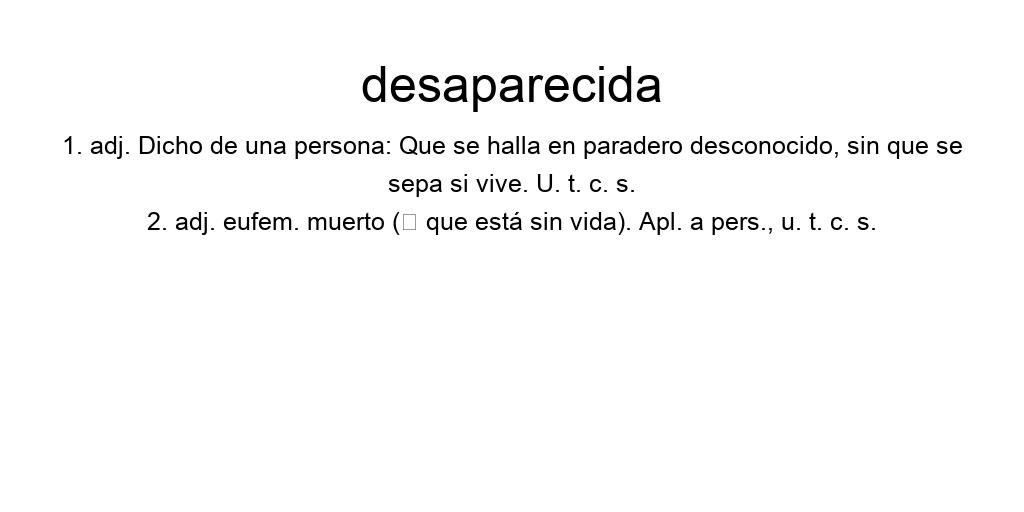 desaparecida
1. adj. Dicho de una persona: Que se halla en paradero desconocido, sin que se
sepa si vive. U. t. c. s.
2. adj. eufem. muerto (□ que está sin vida). Apl. a pers., u. t. c. s.